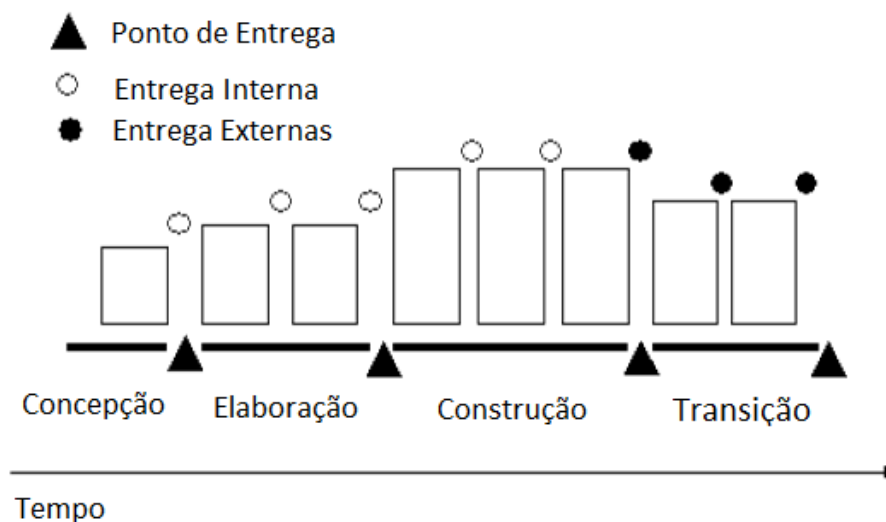 Ponto de Entrega
Entrega Interna
Entrega Externas
Concepção
Elaboração
Construção
Transição
Tempo